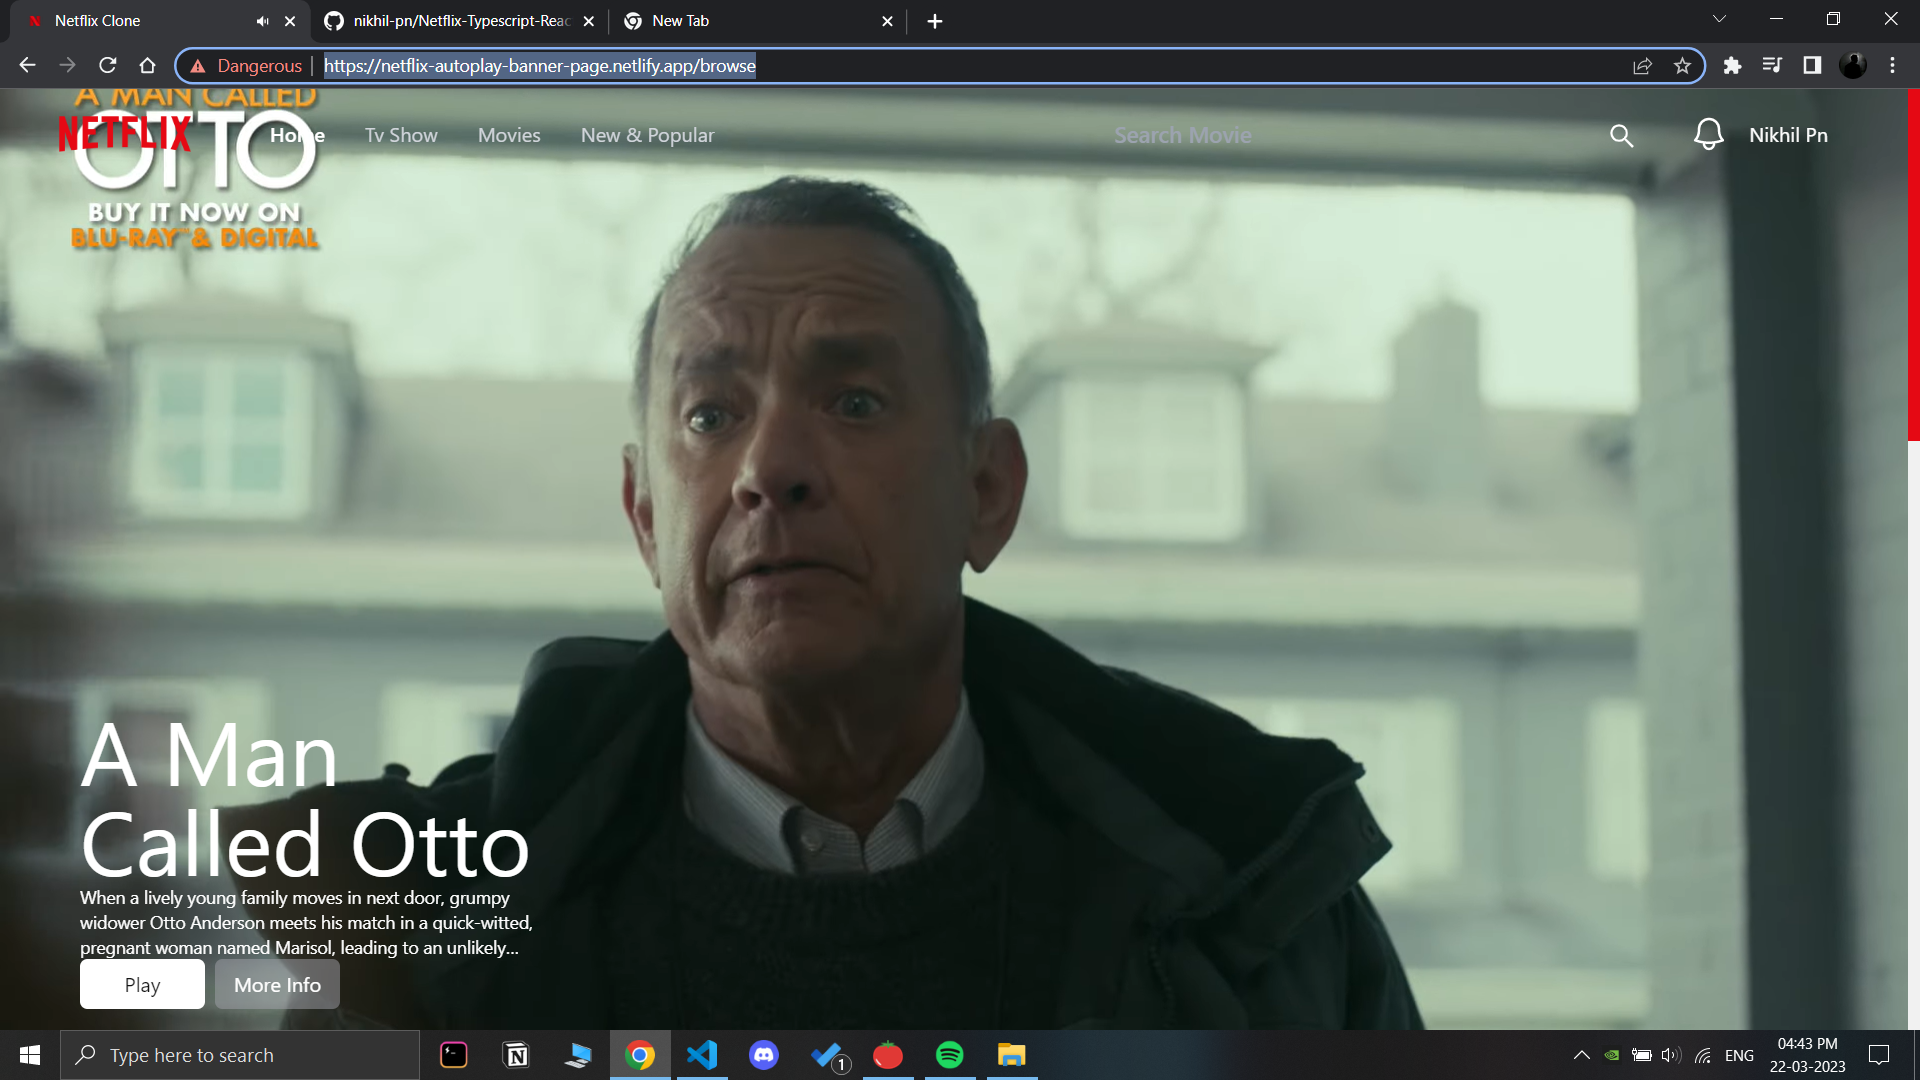 Netflix Clone
nikhil-pn/Netflix-Typescript-Reac
New Tab
Dangerous
https://netflix-autoplay-banner-page.netlify.app/browse
A MAN CALLED
OTTO
BUY IT NOW ON
BLU-RAY™ & DIGITAL
NETFLIX
Home
Tv Show
Movies
New & Popular
Search Movie
Nikhil Pn
A Man
Called Otto
When a lively young family moves in next door, grumpy
widower Otto Anderson meets his match in a quick-witted,
pregnant woman named Marisol, leading to an unlikely...
Play
More Info
Type here to search
1
ENG
04:43 PM
22-03-2023